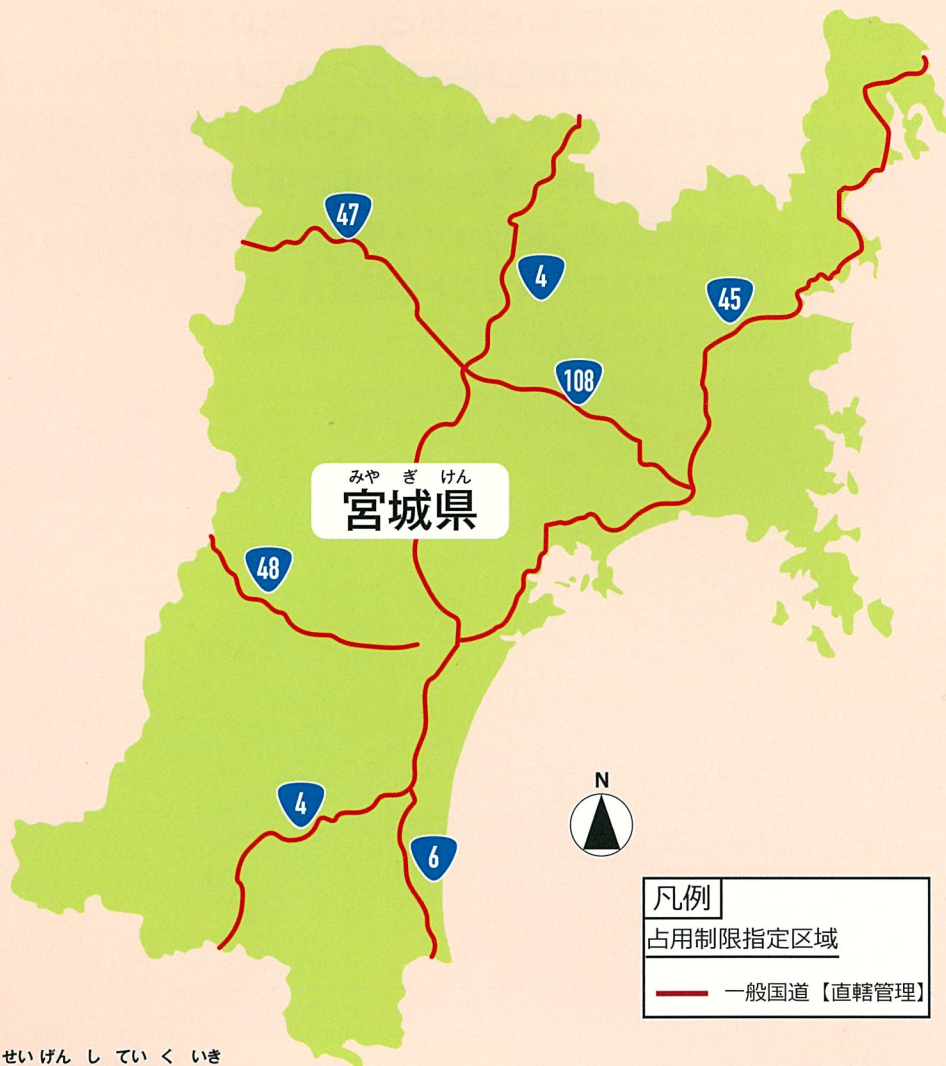 47
4
45
108
みや ぎ けん
宮城県
48
4
6
N
凡例
占用制限指定区域
一般国道【直轄管理】
せい げん し てい く いき